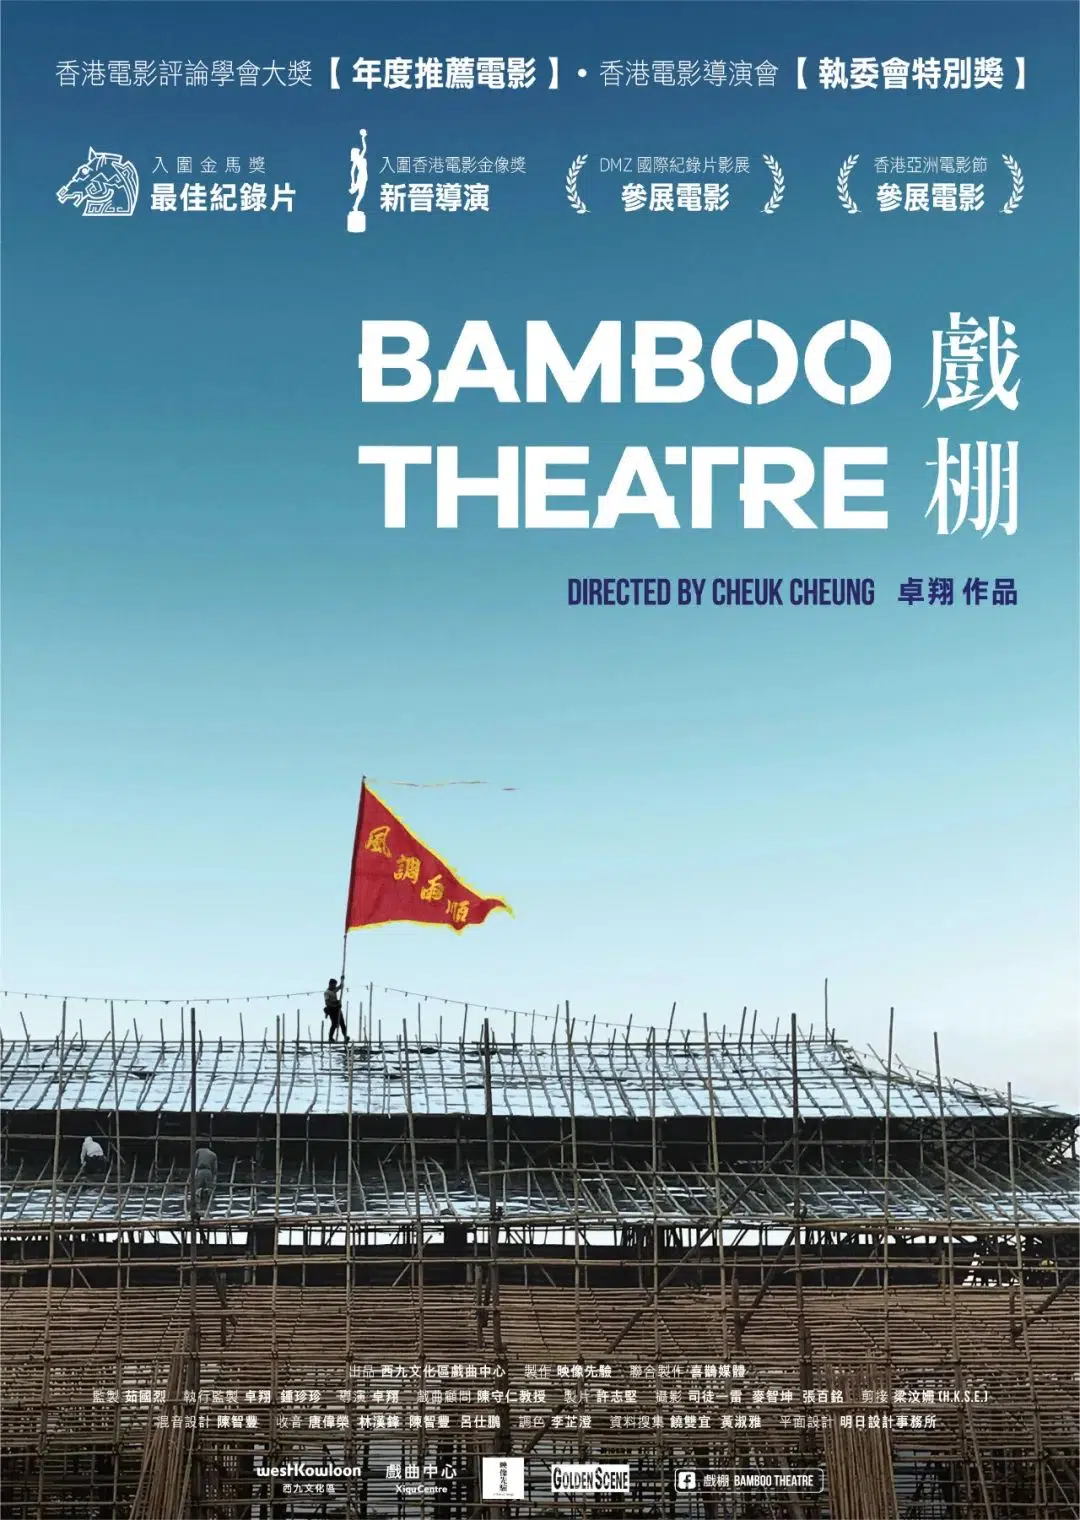 香港電影評論學會大獎【年度推薦電影】•香港電影導演會【執委會特別獎】
入圍金馬獎
最佳紀錄片
入圍香港電影金像獎
新晉導演
DMZ 國際紀錄片影展
參展電影
香港亞洲電影節
參展電影
BAMBOO 戲
THEATRE 棚
DIRECTED BY CHEUK CHEUNG 卓翔 作品
風調雨順
出品 西九文化區戲曲中心 製作 映像先驗 聯合製作 喜鵲媒體
監製 茹國烈 執行監製 卓翔 鍾珍珍 導演 卓翔 戲曲顧問 陳守仁教授 製片 許志堅 攝影 司徒一雷 麥智坤 張百銘 剪接 梁汶姍 (H.K.S.E.)
混音設計 陳智豐 收音 唐偉榮 林漢鋒 陳智豐 呂仕鵬 調色 李芷澄 資料搜集 饒雙宜 黃淑雅 平面設計 明日設計事務所
westKowloon
西九文化區
戲曲中心
Xiqu Centre
映像先驗
GOLDEN SCENE
戲棚 BAMBOO THEATRE